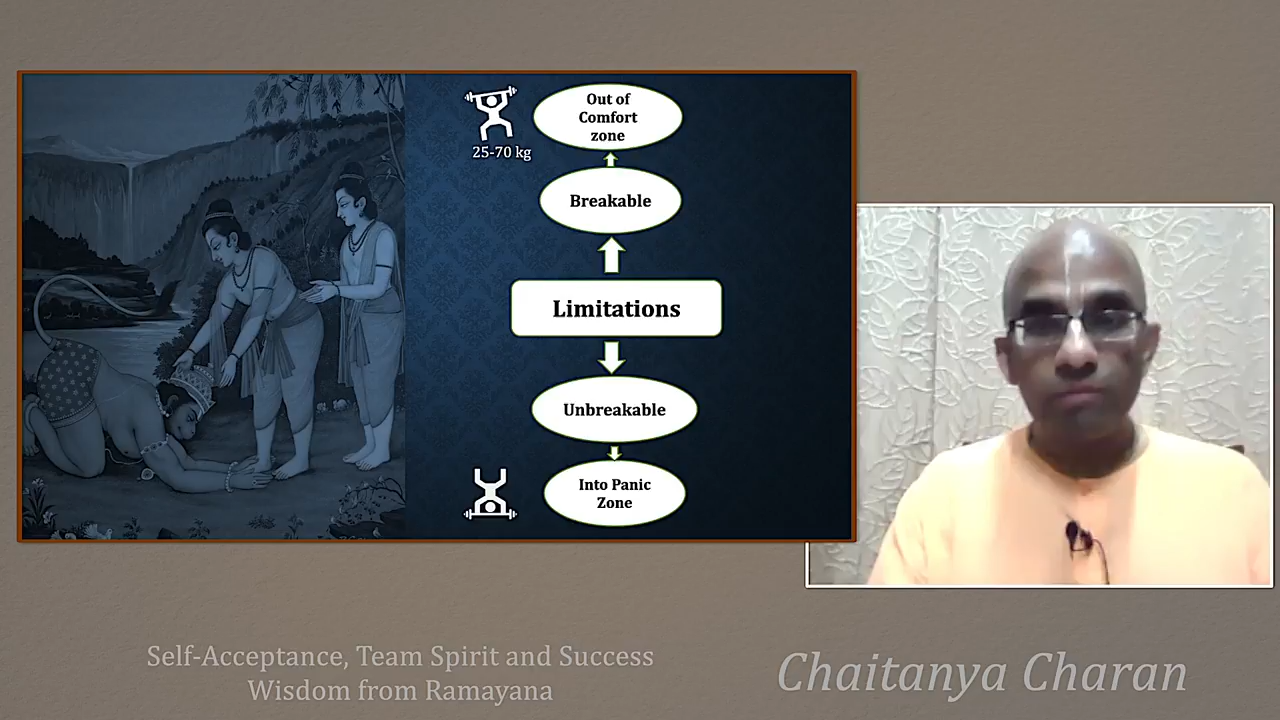 Out of
Comfort
zone
25-70 kg
Breakable
Limitations
Unbreakable
Into Panic
Zone
Self-Acceptance, Team Spirit and Success
Wisdom from Ramayana
Chaitanya Charan